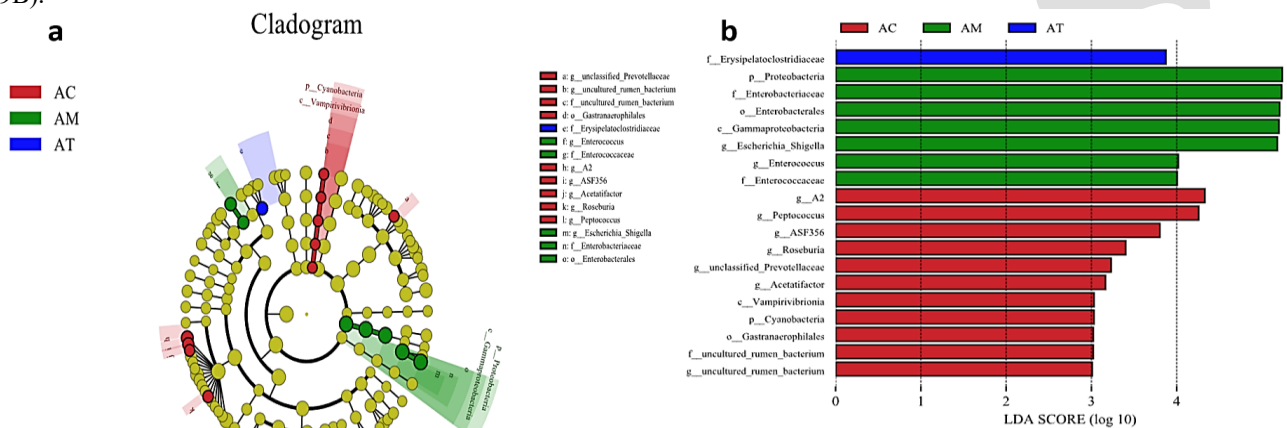 9B).
a
Cladogram
AC
AM
AT
p__Cyanobacteria
c__Vampirivibrionia
d
c
b
e
g
f
a
h
i
j
m
n
o
c__Gammaproteobacteria
p__Proteobacteria
a: g__unclassified_Prevotellaceae
b: g__uncultured_rumen_bacterium
c: f__uncultured_rumen_bacterium
d: o__Gastranaerophilales
e: f__Erysipelatoclostridiaceae
f: g__Enterococcus
g: f__Enterococcaceae
h: g__A2
i: g__ASF356
j: g__Acetatifactor
k: g__Roseburia
l: g__Peptococcus
m: g__Escherichia_Shigella
n: f__Enterobacteriaceae
o: o__Enterobacterales
b
AC AM AT
f__Erysipelatoclostridiaceae
p__Proteobacteria
f__Enterobacteriaceae
o__Enterobacterales
c__Gammaproteobacteria
g__Escherichia_Shigella
g__Enterococcus
f__Enterococcaceae
g__A2
g__Peptococcus
g__ASF356
g__Roseburia
g__unclassified_Prevotellaceae
g__Acetatifactor
c__Vampirivibrionia
p__Cyanobacteria
o__Gastranaerophilales
f__uncultured_rumen_bacterium
g__uncultured_rumen_bacterium
0 1 2 3 4
LDA SCORE (log 10)